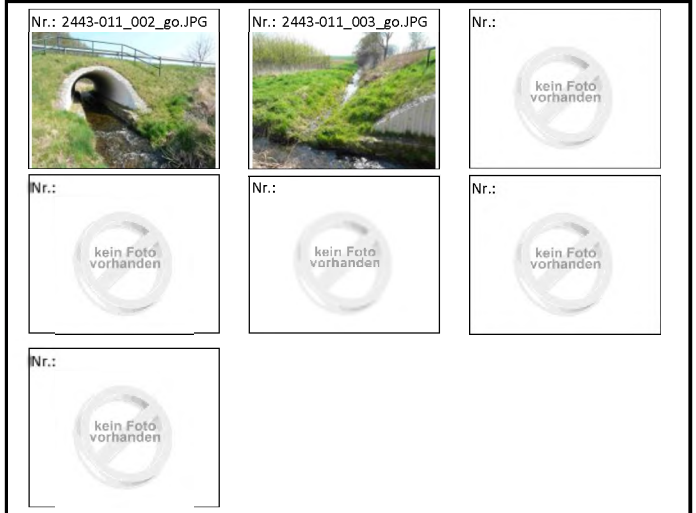 Nr.: 2443-011_002_go.JPG
Nr.: 2443-011_003_go.JPG
Nr.:
kein Foto
vorhanden
Nr.:
kein Foto
vorhanden
Nr.:
kein Foto
vorhanden
Nr.:
kein Foto
vorhanden
Nr.:
kein Foto
vorhanden